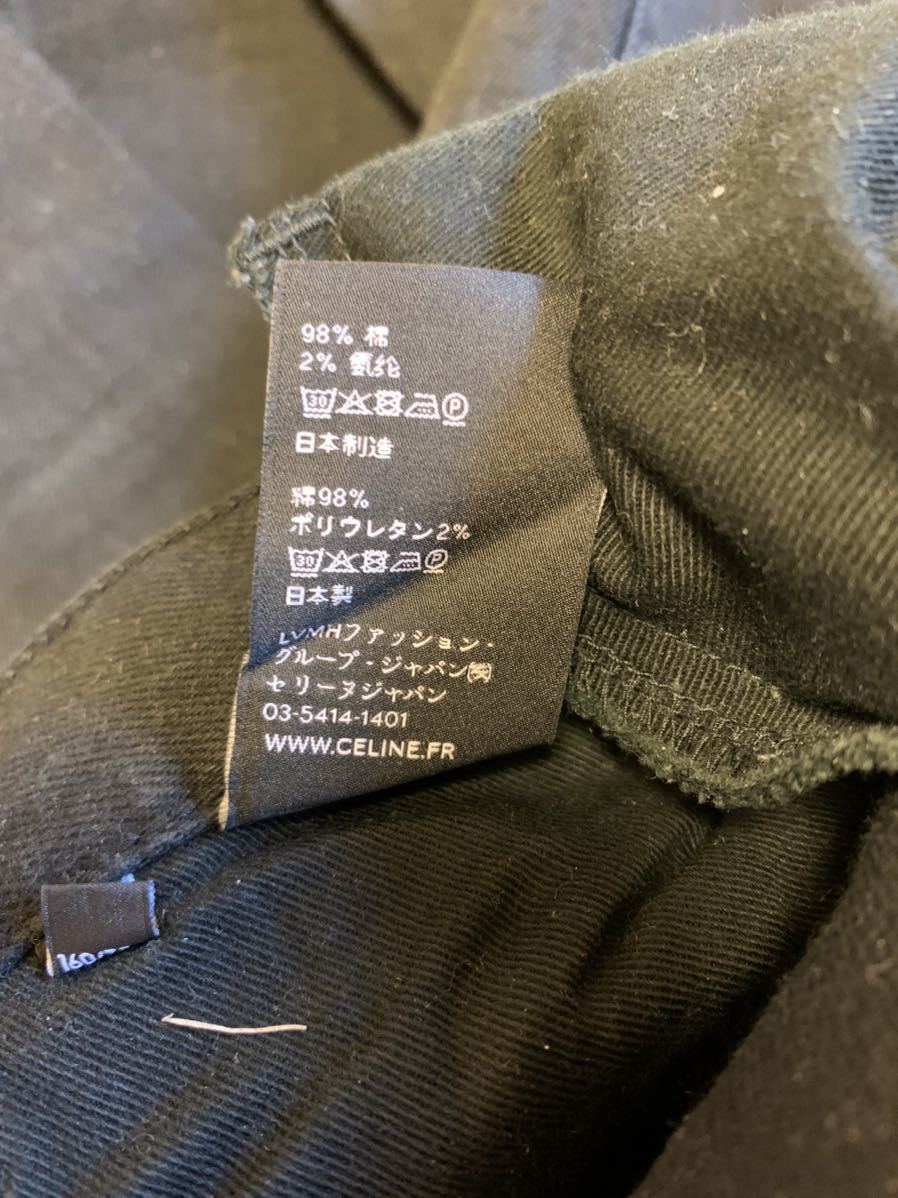 98% 棉
2% 氨纶
30 P
日本制造
綿98%
ポリウレタン2%
30 P
日本製
LVMHファッション・
グループ・ジャパン㈱
セリーヌジャパン
03-5414-1401
WWW.CELINE.FR